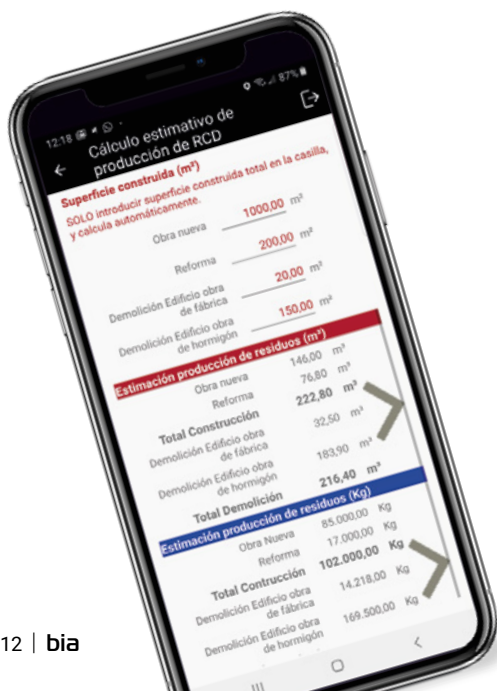 12:18 87%
Cálculo estimativo de
producción de RCD
Superficie construida (m²)
SOLO introducir superficie construida total en la casilla,
y calcula automáticamente.
Obra nueva 1000,00 m²
Reforma 200,00 m²
Demolición Edificio obra
de fábrica 20,00 m²
Demolición Edificio obra
de hormigón 150,00 m²
Estimación producción de residuos (m³)
Obra nueva 146,00 m³
Reforma 76,80 m³
Total Construcción 222,80 m³
Demolición Edificio obra
de fábrica 32,50 m³
Demolición Edificio obra
de hormigón 183,90 m³
Total Demolición 216,40 m³
Estimación producción de residuos (Kg)
Obra Nueva 85.000,00 Kg
Reforma 17.000,00 Kg
Total Contrucción 102.000,00 Kg
Demolición Edificio obra
de fábrica 14.218,00 Kg
Demolición Edificio obra
de hormigón 169.500,00 Kg
12 | bia